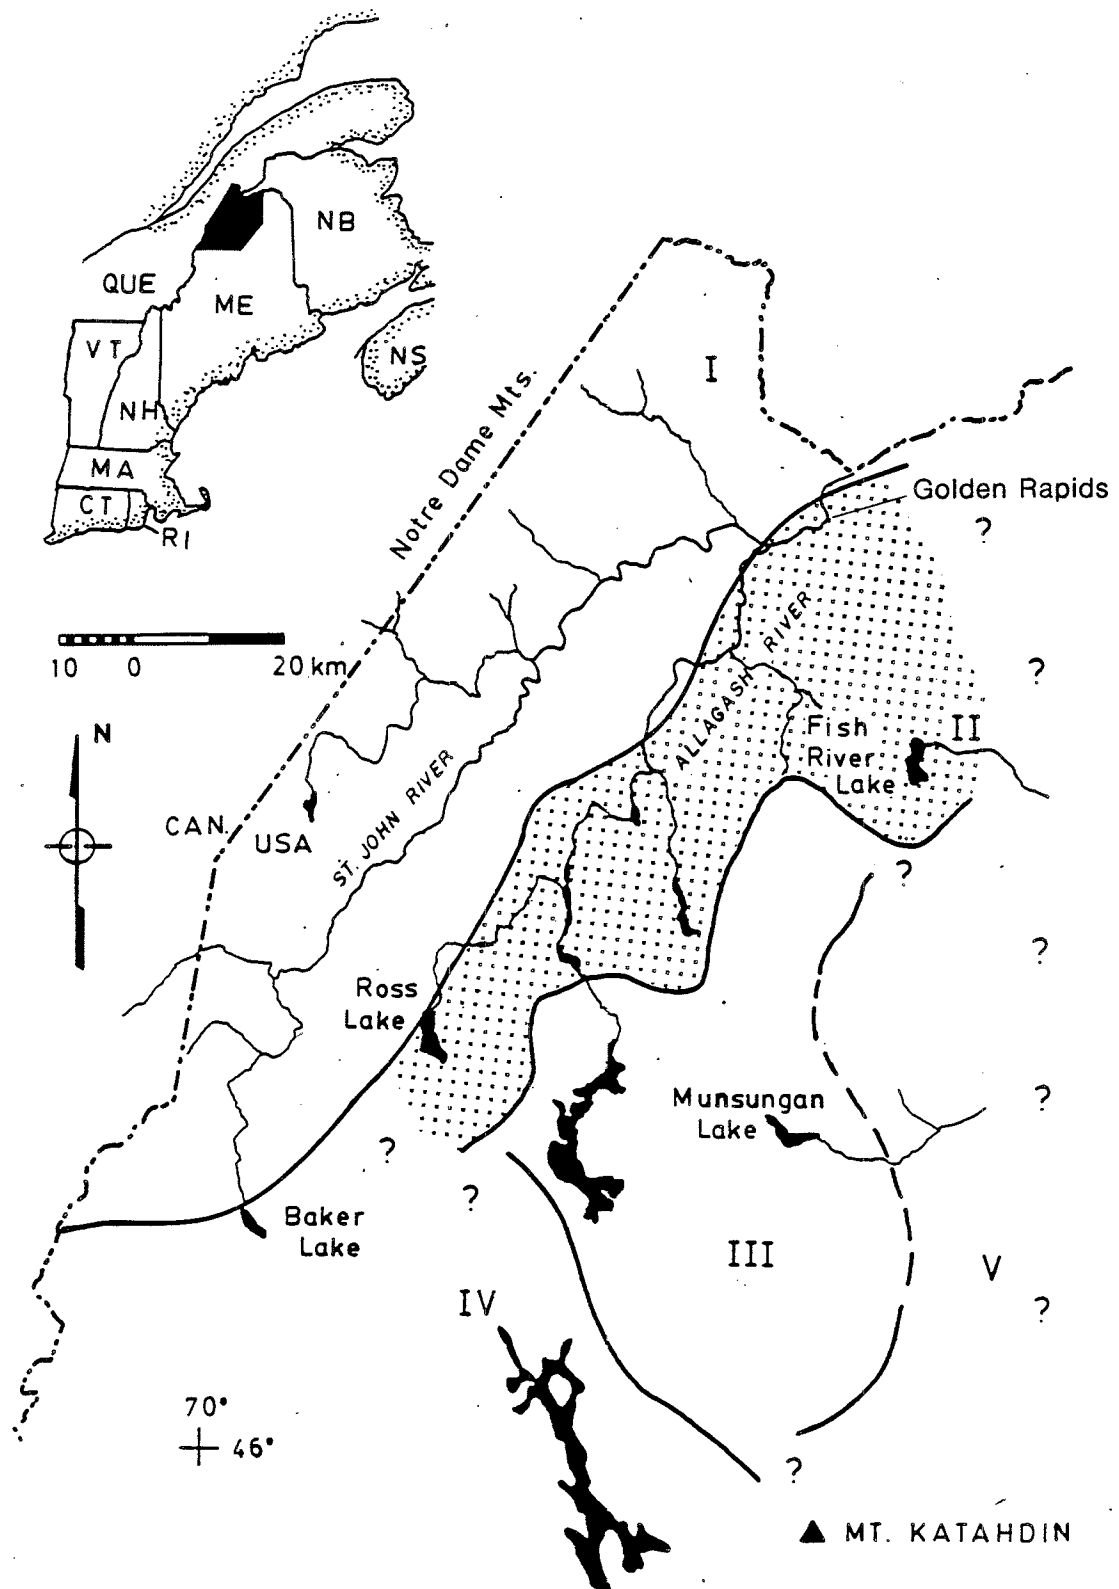 NB
QUE
ME
VT
NS
NH
MA
CT
RI
I
Notre Dame Mts.
Golden Rapids
?
10 0 20 km
?
ALLAGASH RIVER
N
Fish
River
Lake
II
ST. JOHN RIVER
CAN.
USA
?
?
Ross
Lake
Munsungan
Lake
?
?
?
Baker
Lake
III
V
IV
?
70°
46°
?
MT. KATAHDIN